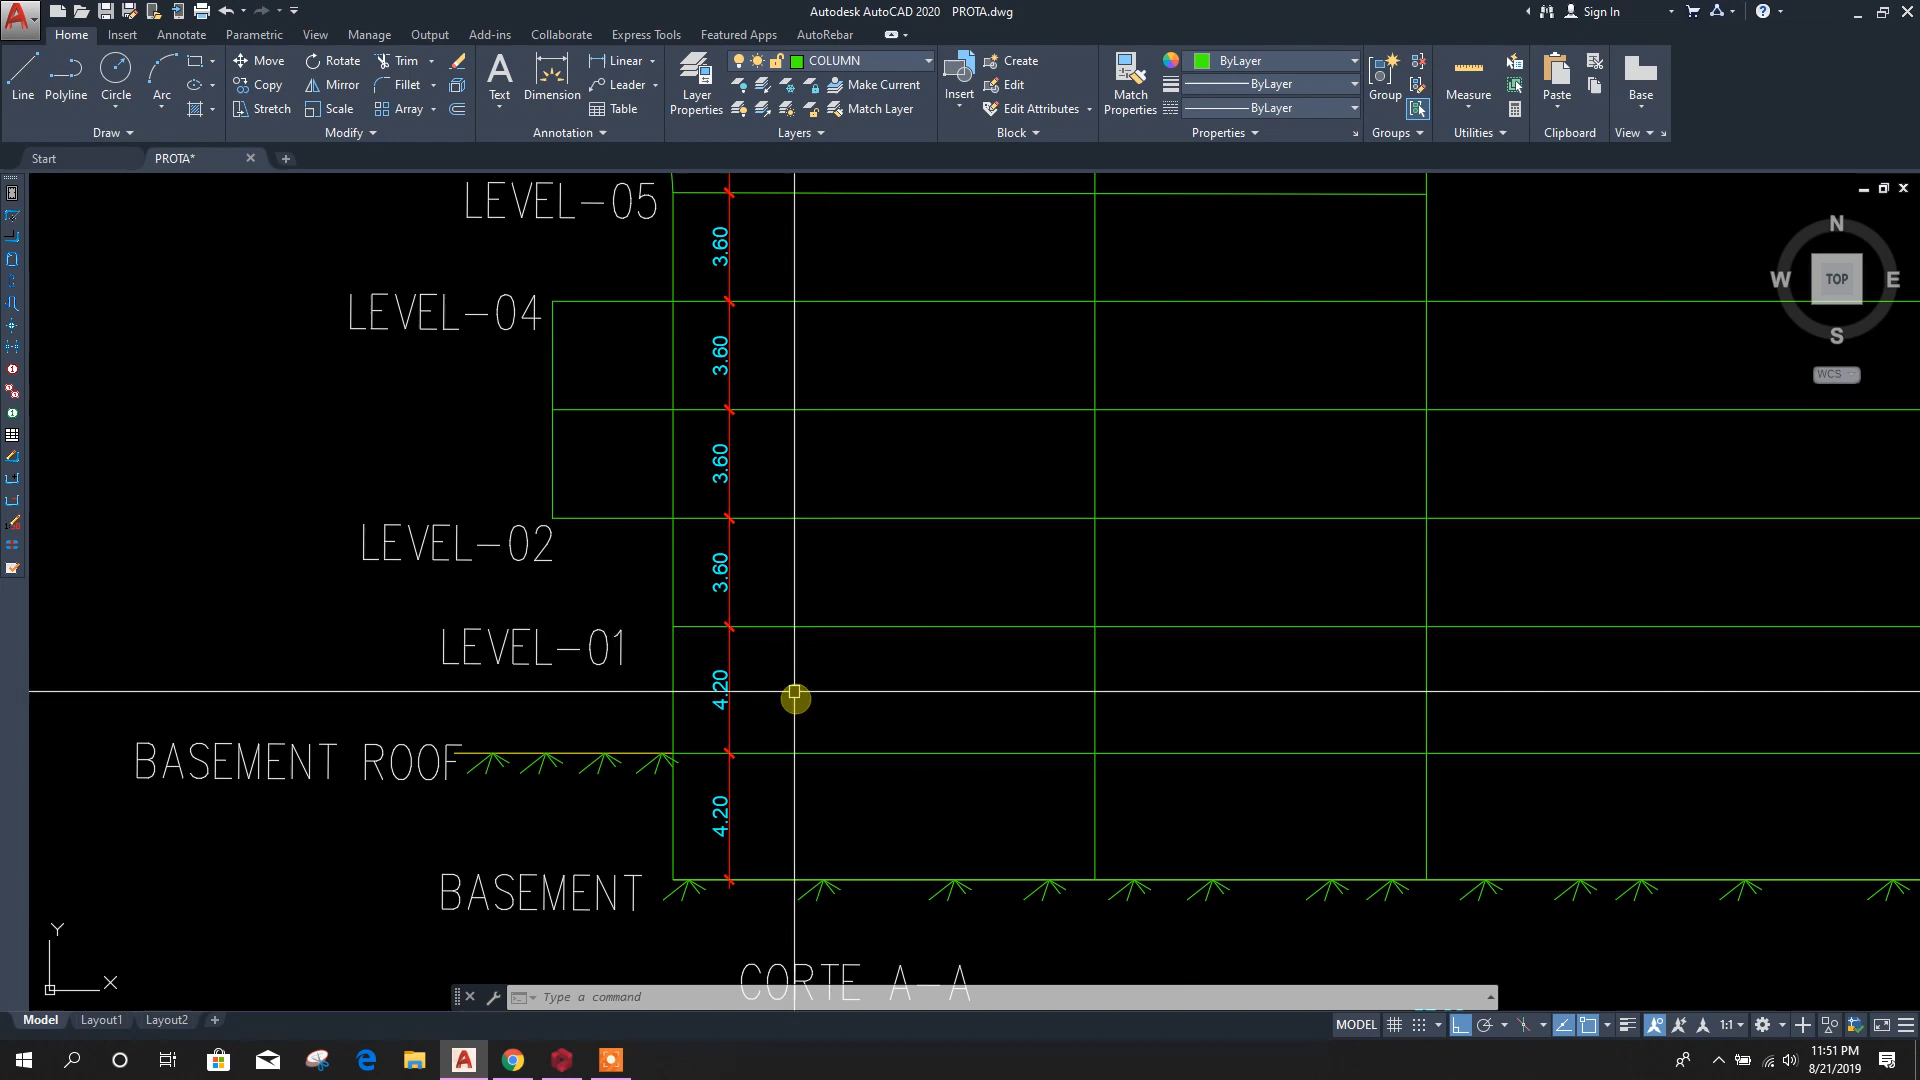 Autodesk AutoCAD 2020 PROTA.dwg
Sign In
Home Insert Annotate Parametric View Manage Output Add-ins Collaborate Express Tools Featured Apps AutoRebar
Line Polyline Circle Arc
Draw
Move Rotate Trim
Copy Mirror Fillet
Stretch Scale Array
Modify
Text Dimension
Linear
Leader
Table
Annotation
Layer Properties
COLUMN
Make Current
Match Layer
Layers
Insert
Create
Edit
Edit Attributes
Block
Match Properties
ByLayer
ByLayer
ByLayer
Properties
Group
Groups
Measure
Utilities
Paste
Clipboard
Base
View
Start PROTA*
LEVEL-05
3.60
LEVEL-04
3.60
3.60
LEVEL-02
3.60
LEVEL-01
4.20
BASEMENT ROOF
4.20
BASEMENT
CORTE A-A
N
W TOP E
S
WCS
Y
X
Type a command
Model Layout1 Layout2
MODEL
1:1
11:51 PM
8/21/2019